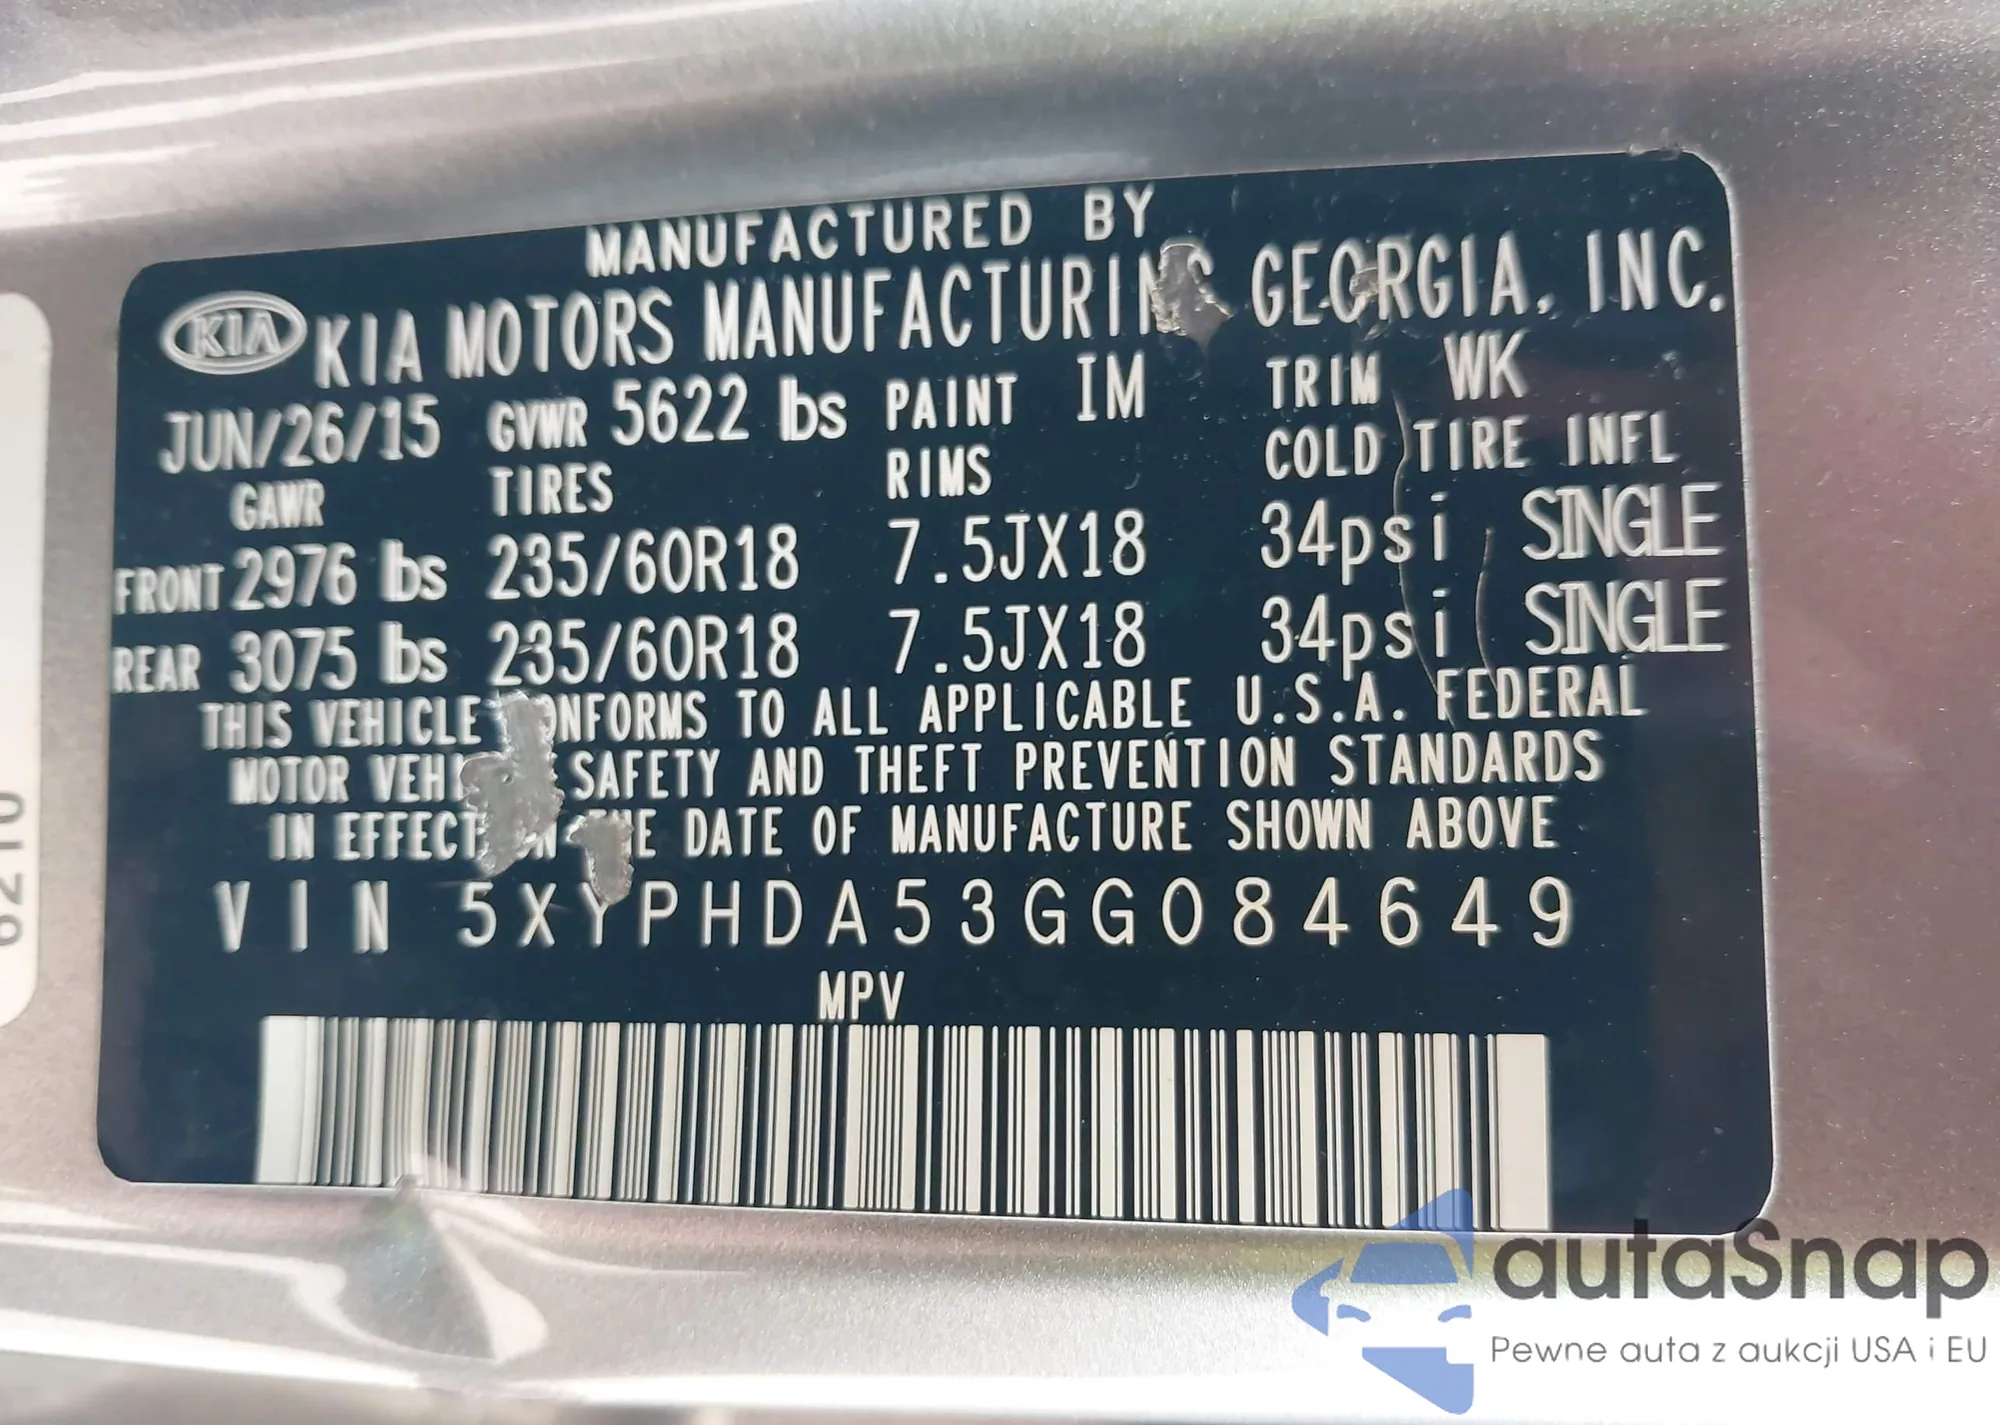 MANUFACTURED BY
KIA KIA MOTORS MANUFACTURING GEORGIA, INC.
JUN/26/15 GVWR 5622 lbs PAINT IM TRIM WK
GAWR TIRES RIMS COLD TIRE INFL
FRONT 2976 lbs 235/60R18 7.5JX18 34psi SINGLE
REAR 3075 lbs 235/60R18 7.5JX18 34psi SINGLE
THIS VEHICLE CONFORMS TO ALL APPLICABLE U.S.A. FEDERAL
MOTOR VEHI SAFETY AND THEFT PREVENTION STANDARDS
IN EFFECT ON THE DATE OF MANUFACTURE SHOWN ABOVE
VIN 5XYPHDA53GG084649
MPV
6210
autaSnap
Pewne auta z aukcji USA i EU